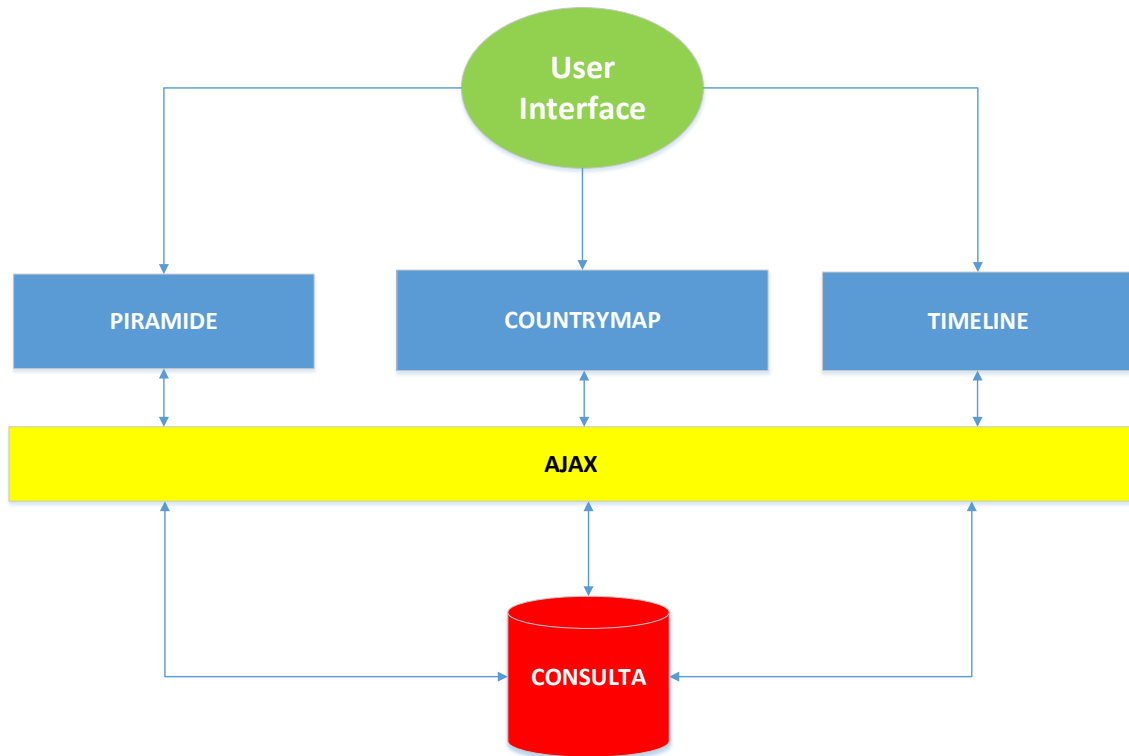 User
Interface
PIRAMIDE
COUNTRYMAP
TIMELINE
AJAX
CONSULTA